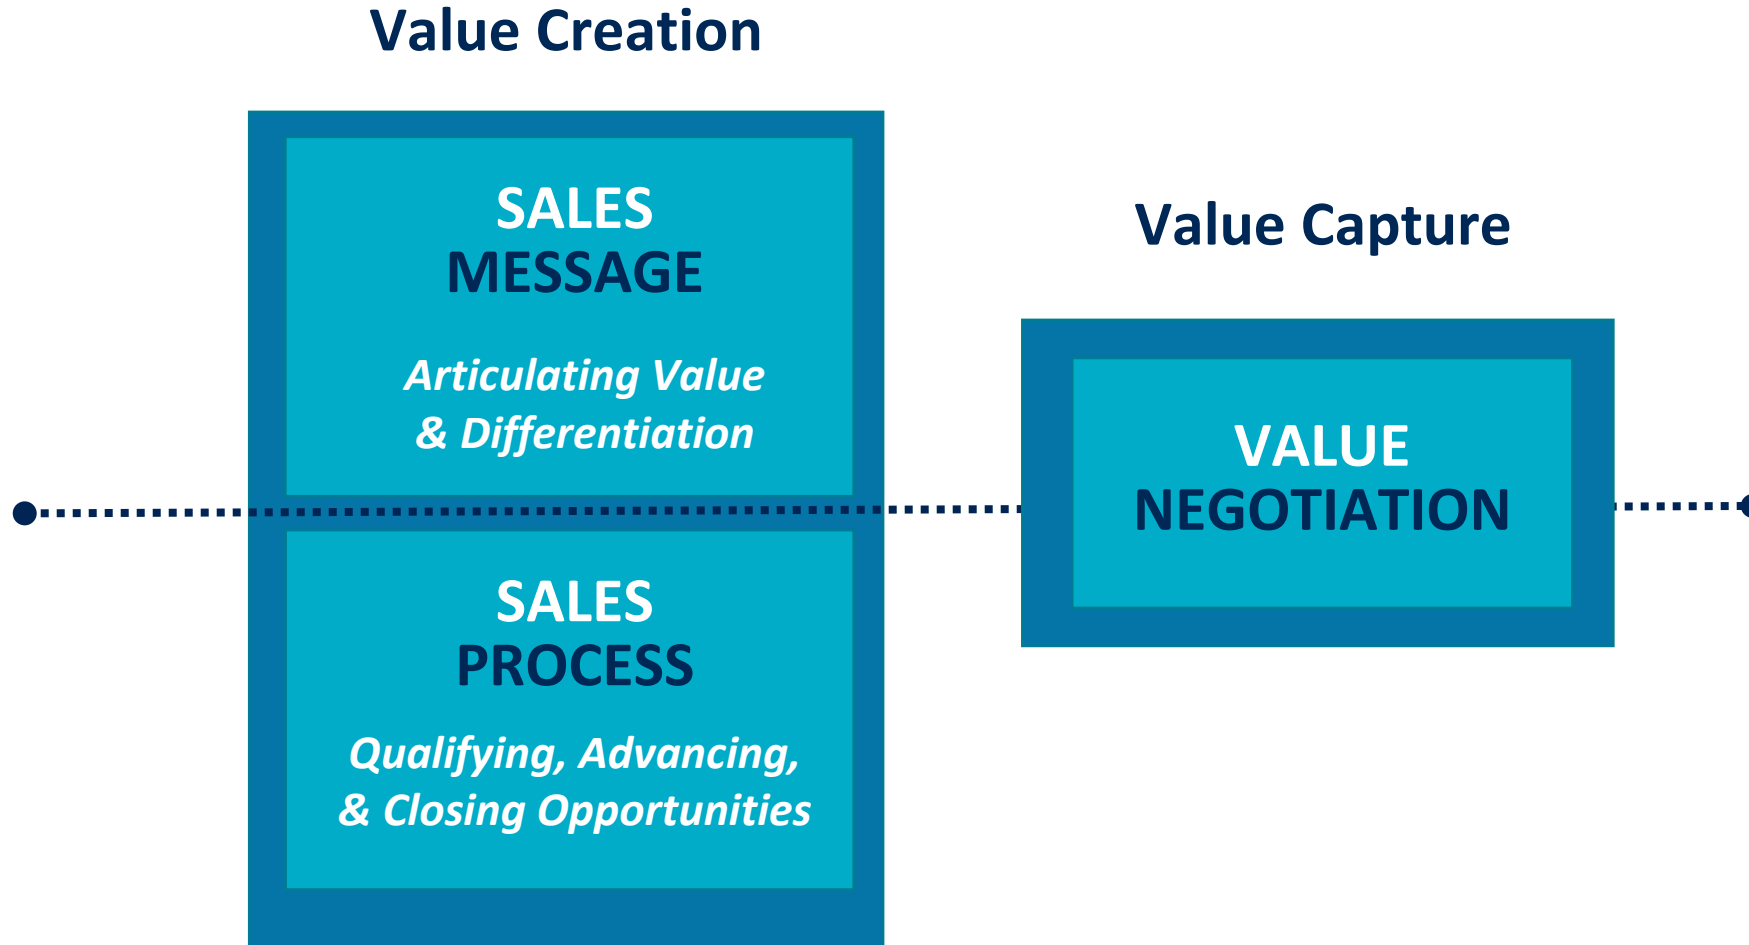 Value Creation
SALES
MESSAGE
Articulating Value
& Differentiation
SALES
PROCESS
Qualifying, Advancing,
& Closing Opportunities
Value Capture
VALUE
NEGOTIATION